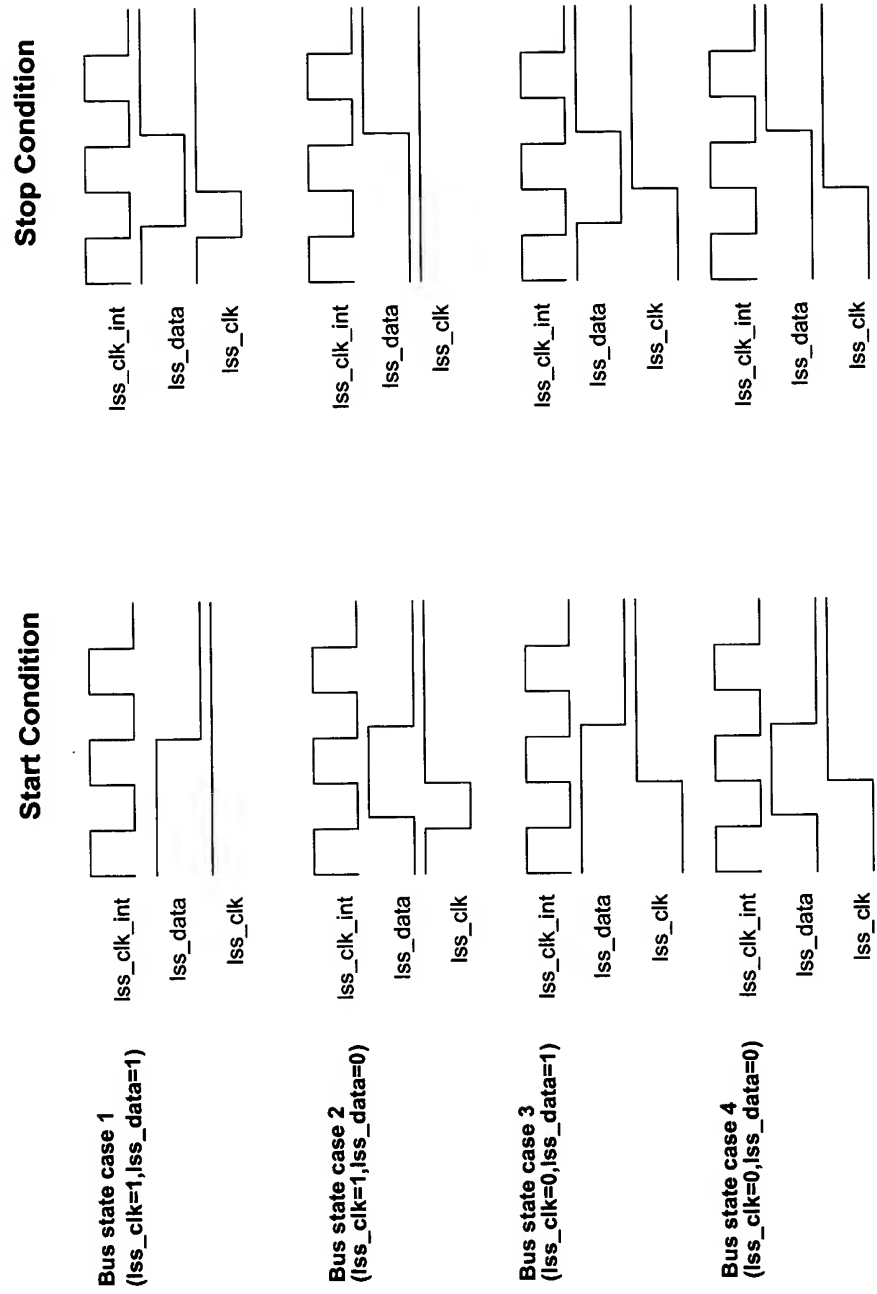 Start Condition
Stop Condition
Bus state case 1
(lss_clk=1,lss_data=1)
lss_clk_int
lss_data
lss_clk
lss_clk_int
lss_data
lss_clk
Bus state case 2
(lss_clk=1,lss_data=0)
lss_clk_int
lss_data
lss_clk
lss_clk_int
lss_data
lss_clk
Bus state case 3
(lss_clk=0,lss_data=1)
lss_clk_int
lss_data
lss_clk
lss_clk_int
lss_data
lss_clk
Bus state case 4
(lss_clk=0,lss_data=0)
lss_clk_int
lss_data
lss_clk
lss_clk_int
lss_data
lss_clk